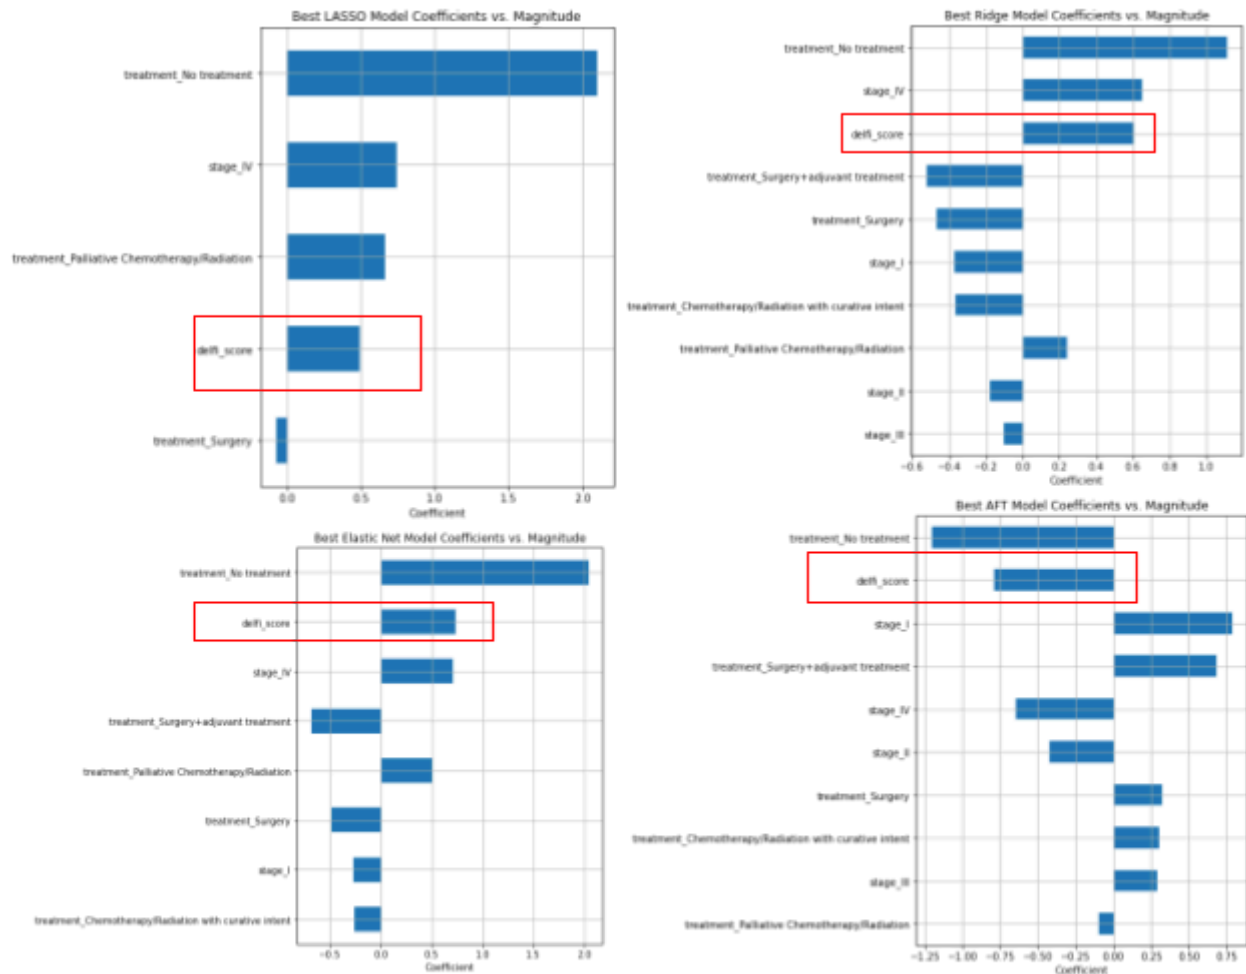 Best LASSO Model Coefficients vs. Magnitude
treatment_No treatment
stage_IV
treatment_Palliative Chemotherapy/Radiation
delfi_score
treatment_Surgery
0.0 0.5 1.0 1.5 2.0
Coefficient
Best Ridge Model Coefficients vs. Magnitude
treatment_No treatment
stage_IV
delfi_score
treatment_Surgery+adjuvant treatment
treatment_Surgery
stage_I
treatment_Chemotherapy/Radiation with curative intent
treatment_Palliative Chemotherapy/Radiation
stage_II
stage_III
−0.6 −0.4 −0.2 0.0 0.2 0.4 0.6 0.8 1.0
Coefficient
Best Elastic Net Model Coefficients vs. Magnitude
treatment_No treatment
delfi_score
stage_IV
treatment_Surgery+adjuvant treatment
treatment_Palliative Chemotherapy/Radiation
treatment_Surgery
stage_I
treatment_Chemotherapy/Radiation with curative intent
−0.5 0.0 0.5 1.0 1.5 2.0
Coefficient
Best AFT Model Coefficients vs. Magnitude
treatment_No treatment
delfi_score
stage_I
treatment_Surgery+adjuvant treatment
stage_IV
stage_II
treatment_Surgery
treatment_Chemotherapy/Radiation with curative intent
stage_III
treatment_Palliative Chemotherapy/Radiation
−1.25 −1.00 −0.75 −0.50 −0.25 0.00 0.25 0.50 0.75
Coefficient